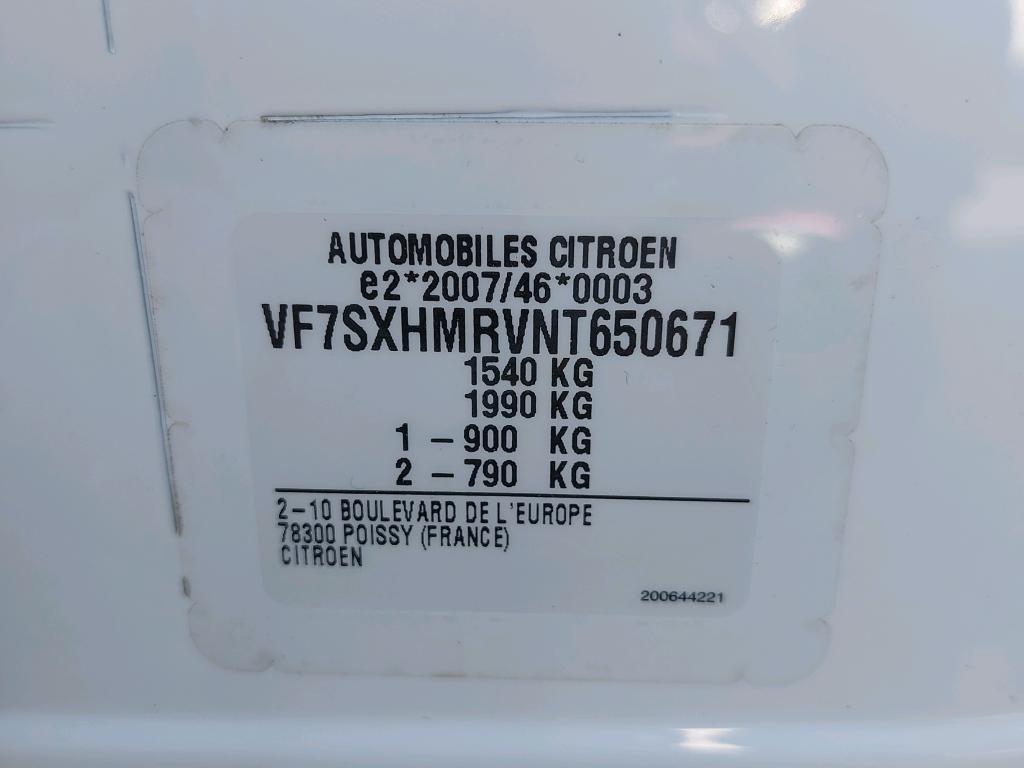 AUTOMOBILES CITROEN
e2*2007/46*0003
VF7SXHMRVNT650671
1540 KG
1990 KG
1 – 900 KG
2 – 790 KG
2–10 BOULEVARD DE L'EUROPE
78300 POISSY (FRANCE)
CITROEN
200644221